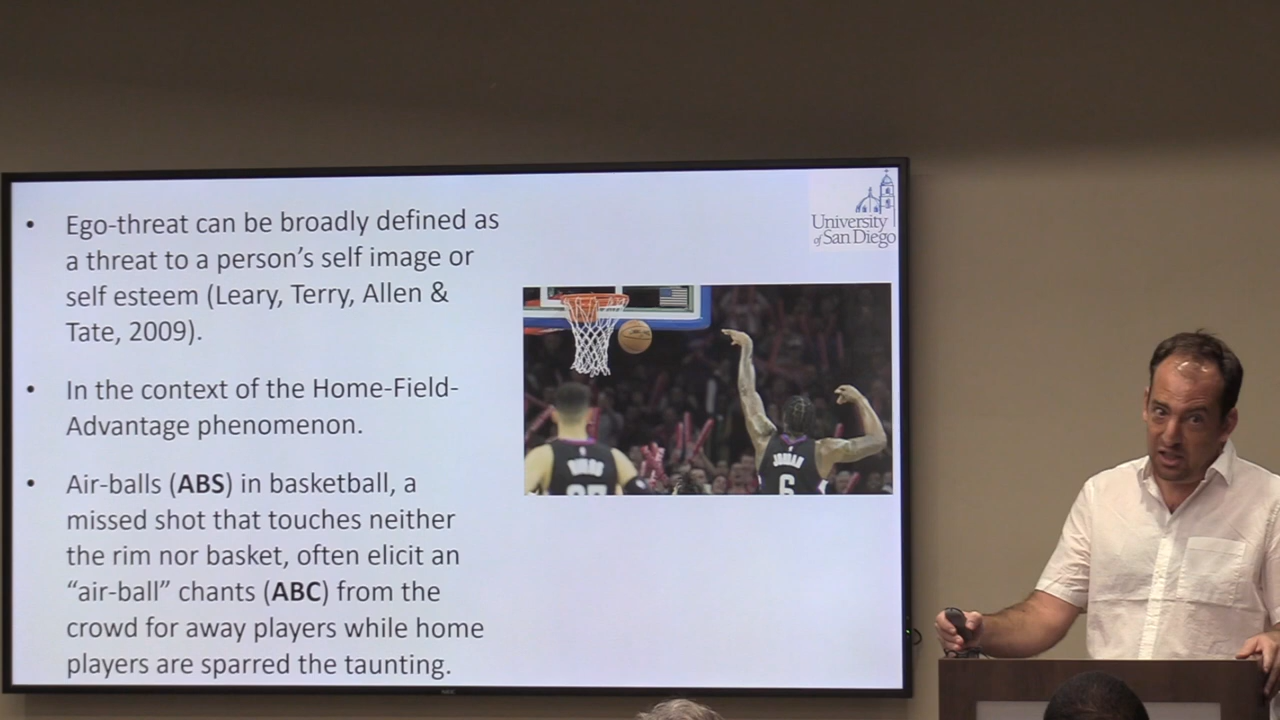 • Ego-threat can be broadly defined as
a threat to a person’s self image or
self esteem (Leary, Terry, Allen &
Tate, 2009).
• In the context of the Home-Field-
Advantage phenomenon.
• Air-balls (ABS) in basketball, a
missed shot that touches neither
the rim nor basket, often elicit an
“air-ball” chants (ABC) from the
crowd for away players while home
players are sparred the taunting.
University
of San Diego
JORDAN
6
NEC